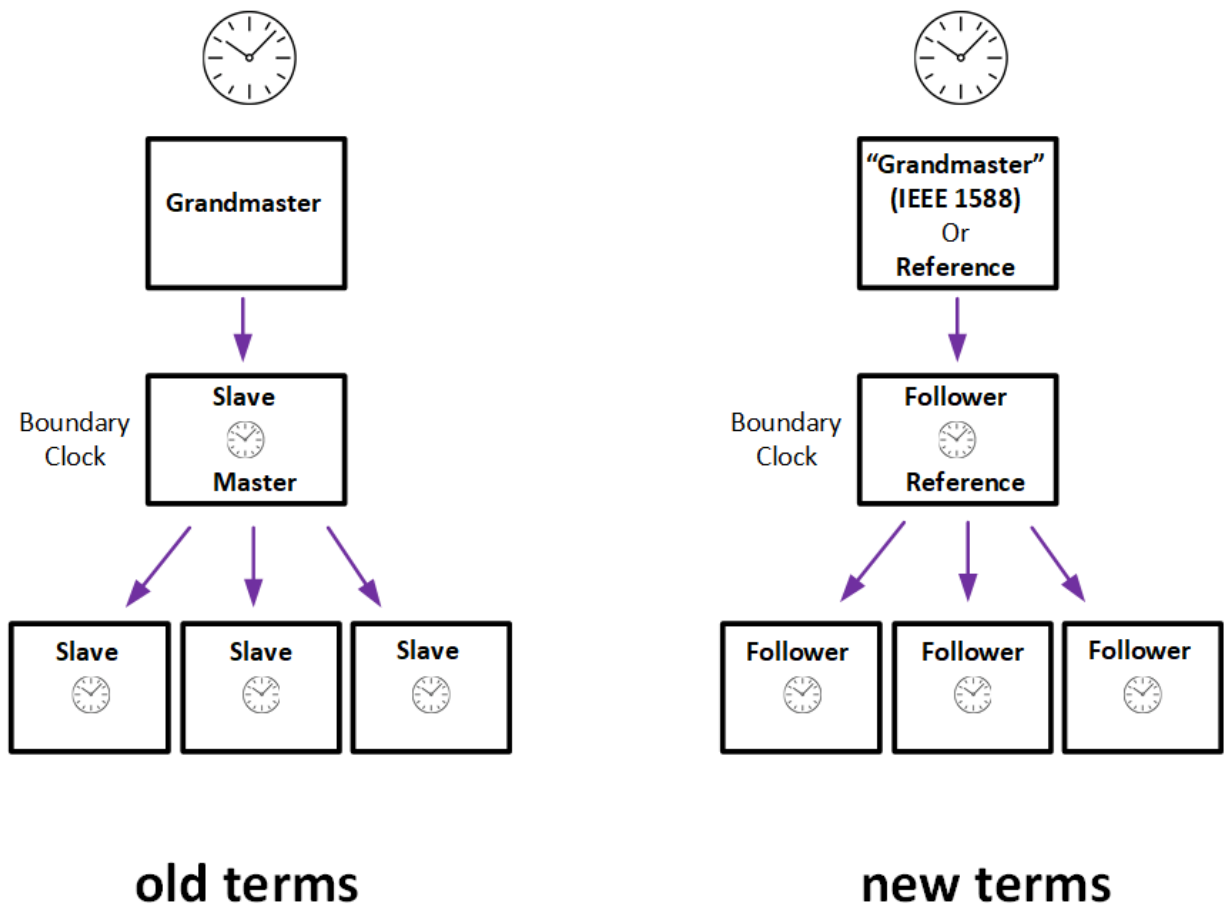 Grandmaster
Boundary
Clock
Slave
Master
Slave
Slave
Slave
old terms
“Grandmaster”
(IEEE 1588)
Or
Reference
Boundary
Clock
Follower
Reference
Follower
Follower
Follower
new terms